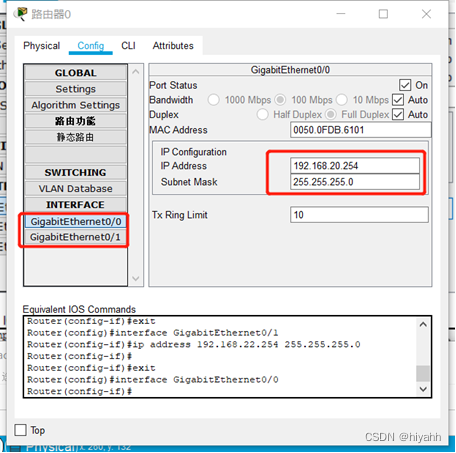 路由器0
Physical Config CLI Attributes
GLOBAL
Settings
Algorithm Settings
路由功能
静态路由
SWITCHING
VLAN Database
INTERFACE
GigabitEthernet0/0
GigabitEthernet0/1
GigabitEthernet0/0
Port Status On
Bandwidth 1000 Mbps 100 Mbps 10 Mbps Auto
Duplex Half Duplex Full Duplex Auto
MAC Address 0050.0FDB.6101
IP Configuration
IP Address 192.168.20.254
Subnet Mask 255.255.255.0
Tx Ring Limit 10
Equivalent IOS Commands
Router(config-if)#exit
Router(config)#interface GigabitEthernet0/1
Router(config-if)#ip address 192.168.22.254 255.255.255.0
Router(config-if)#
Router(config-if)#exit
Router(config)#interface GigabitEthernet0/0
Router(config-if)#
Top
CSDN @hiyahh